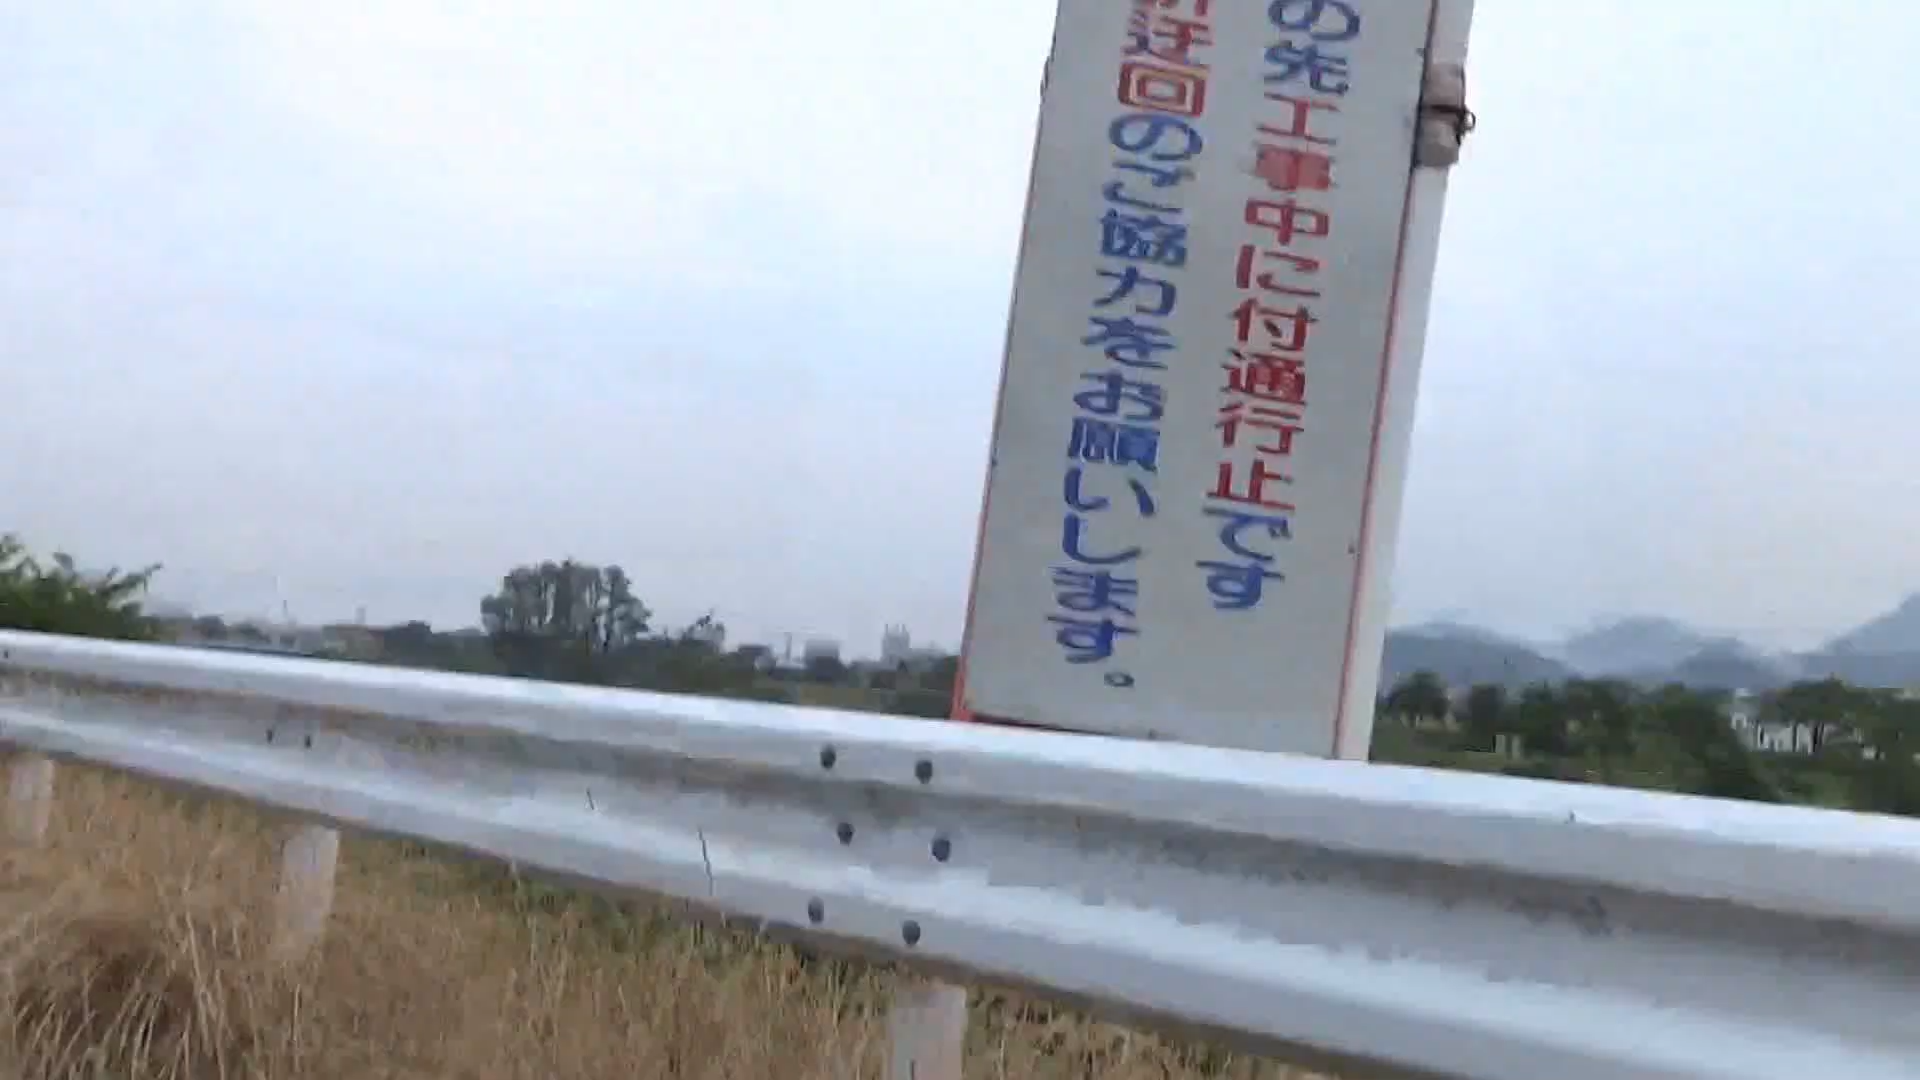 の先工事中に付通行止です
迂回のご協力をお願いします。